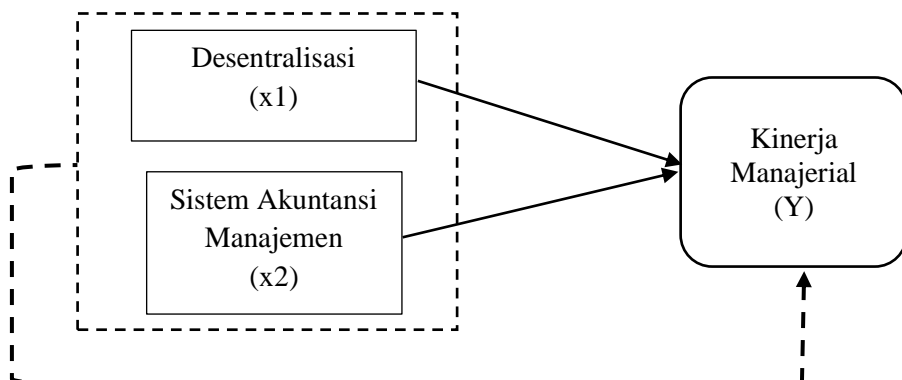 Desentralisasi
(x1)
Sistem Akuntansi
Manajemen
(x2)
Kinerja
Manajerial
(Y)